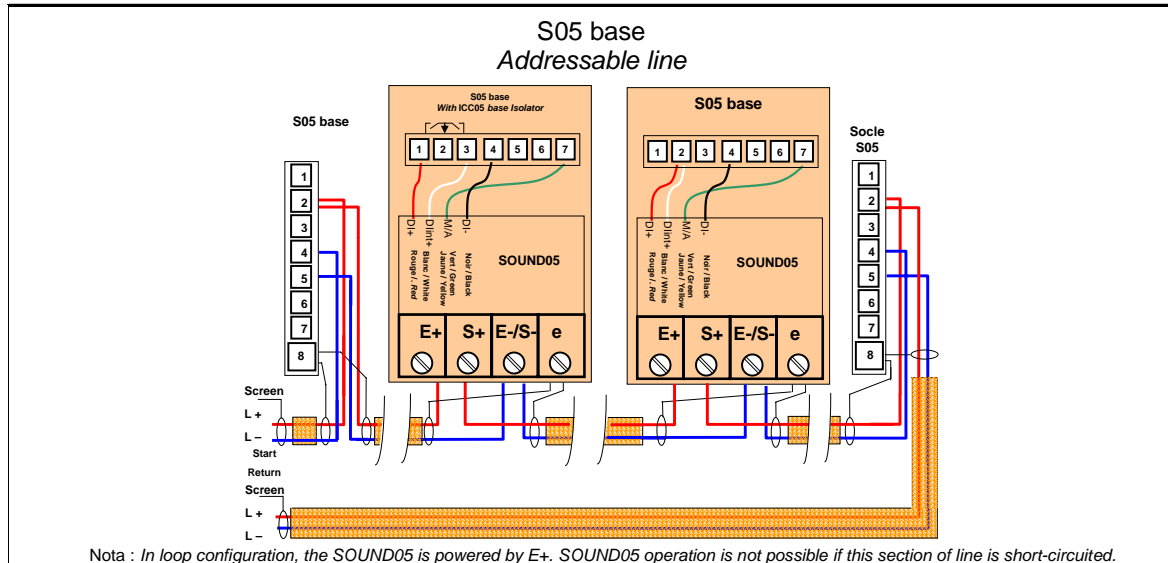 S05 base
Addressable line
S05 base
1
2
3
4
5
6
7
8
S05 base
With ICC05 base Isolator
1 2 3 4 5 6 7
DI+
DIint+
M/A
DI-
Rouge /. Red
Blanc / White
Vert / Green
Jaune / Yellow
Noir / Black
SOUND05
E+ S+ E-/S- e
S05 base
1 2 3 4 5 6 7
DI+
DIint+
M/A
DI-
Rouge /. Red
Blanc / White
Vert / Green
Jaune / Yellow
Noir / Black
SOUND05
E+ S+ E-/S- e
Socle
S05
1
2
3
4
5
6
7
8
Screen
L +
L –
Start
Return
Screen
L +
L –
Nota : In loop configuration, the SOUND05 is powered by E+. SOUND05 operation is not possible if this section of line is short-circuited.